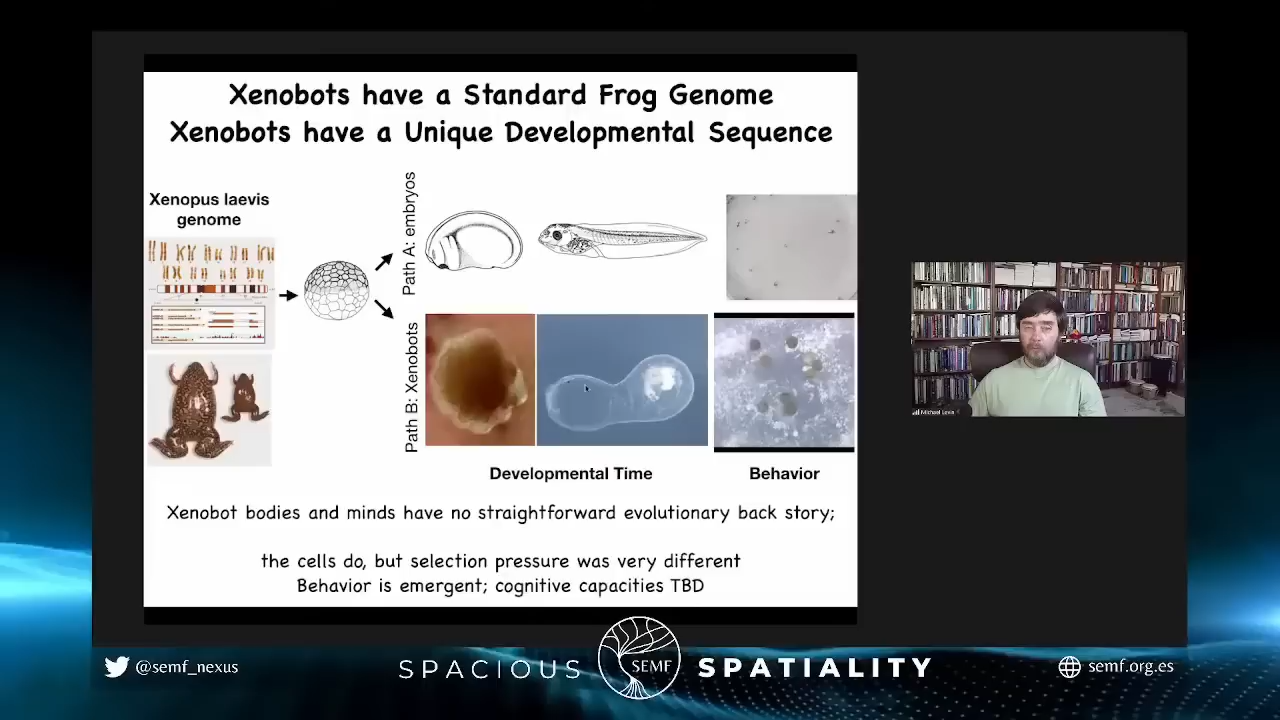 Xenobots have a Standard Frog Genome
Xenobots have a Unique Developmental Sequence
Xenopus laevis
genome
Path A: embryos
Path B: Xenobots
Developmental Time
Behavior
Xenobot bodies and minds have no straightforward evolutionary back story;
the cells do, but selection pressure was very different
Behavior is emergent; cognitive capacities TBD
Michael Levin
@semf_nexus
SPACIOUS
SEMF
SPATIALITY
semf.org.es